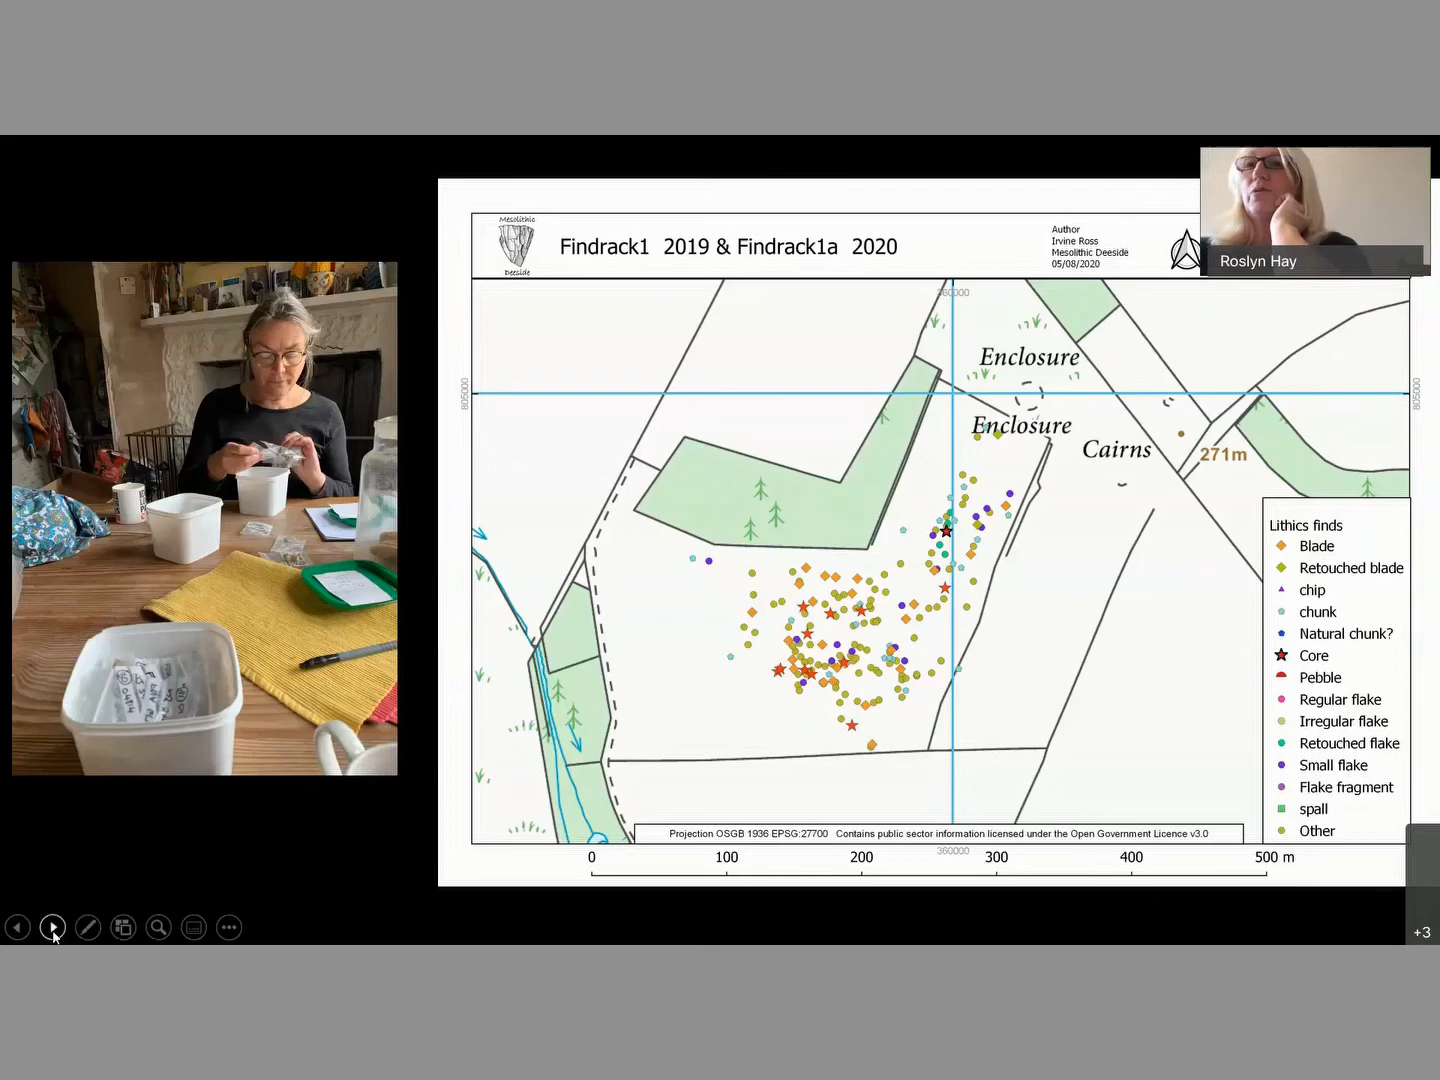 Mesolithic
Deeside
Findrack1 2019 & Findrack1a 2020
Author
Irvine Ross
Mesolithic Deeside
05/08/2020
Roslyn Hay
360000
805000
805000
Enclosure
Enclosure
Cairns
271m
Lithics finds
Blade
Retouched blade
chip
chunk
Natural chunk?
Core
Pebble
Regular flake
Irregular flake
Retouched flake
Small flake
Flake fragment
spall
Other
Projection OSGB 1936 EPSG:27700 Contains public sector information licensed under the Open Government Licence v3.0
360000
0 100 200 300 400 500 m
+3